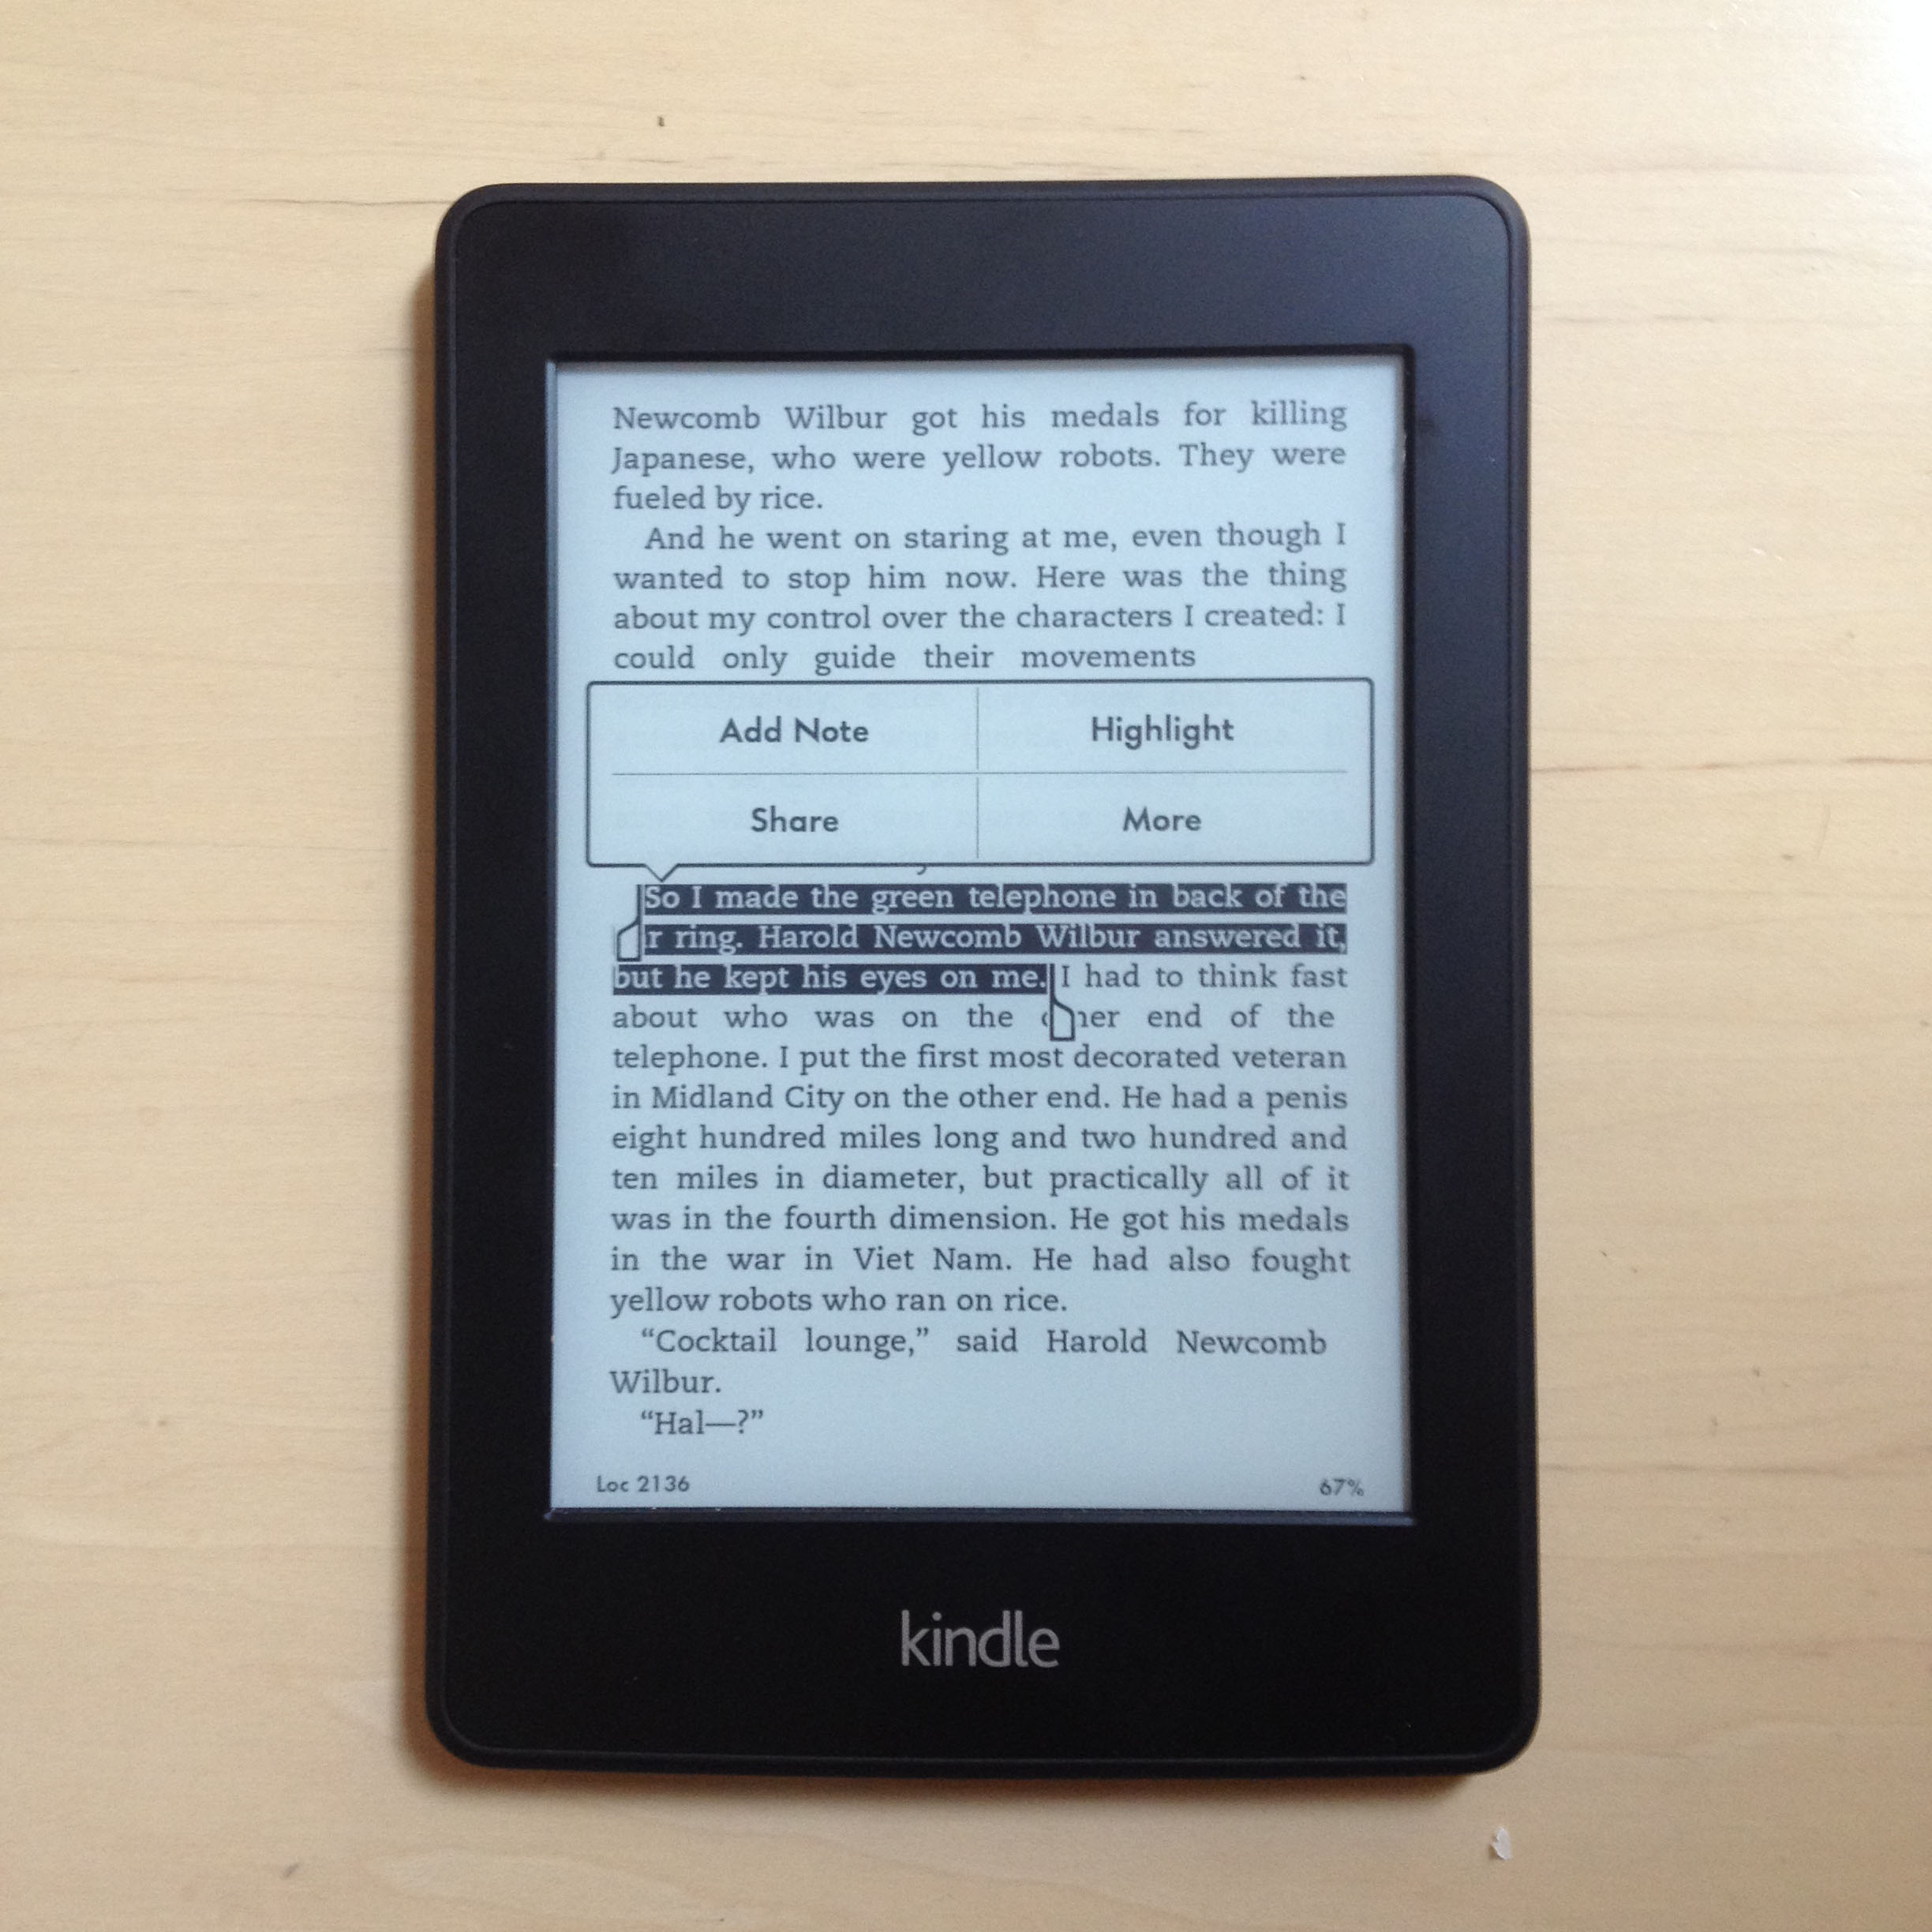 Newcomb Wilbur got his medals for killing
Japanese, who were yellow robots. They were
fueled by rice.
And he went on staring at me, even though I
wanted to stop him now. Here was the thing
about my control over the characters I created: I
could only guide their movements
Add Note Highlight
Share More
So I made the green telephone in back of the
r ring. Harold Newcomb Wilbur answered it,
but he kept his eyes on me. I had to think fast
about who was on the end of the
telephone. I put the first most decorated veteran
in Midland City on the other end. He had a penis
eight hundred miles long and two hundred and
ten miles in diameter, but practically all of it
was in the fourth dimension. He got his medals
in the war in Viet Nam. He had also fought
yellow robots who ran on rice.
“Cocktail lounge,” said Harold Newcomb
Wilbur.
“Hal—?”
Loc 2136 67%
kindle